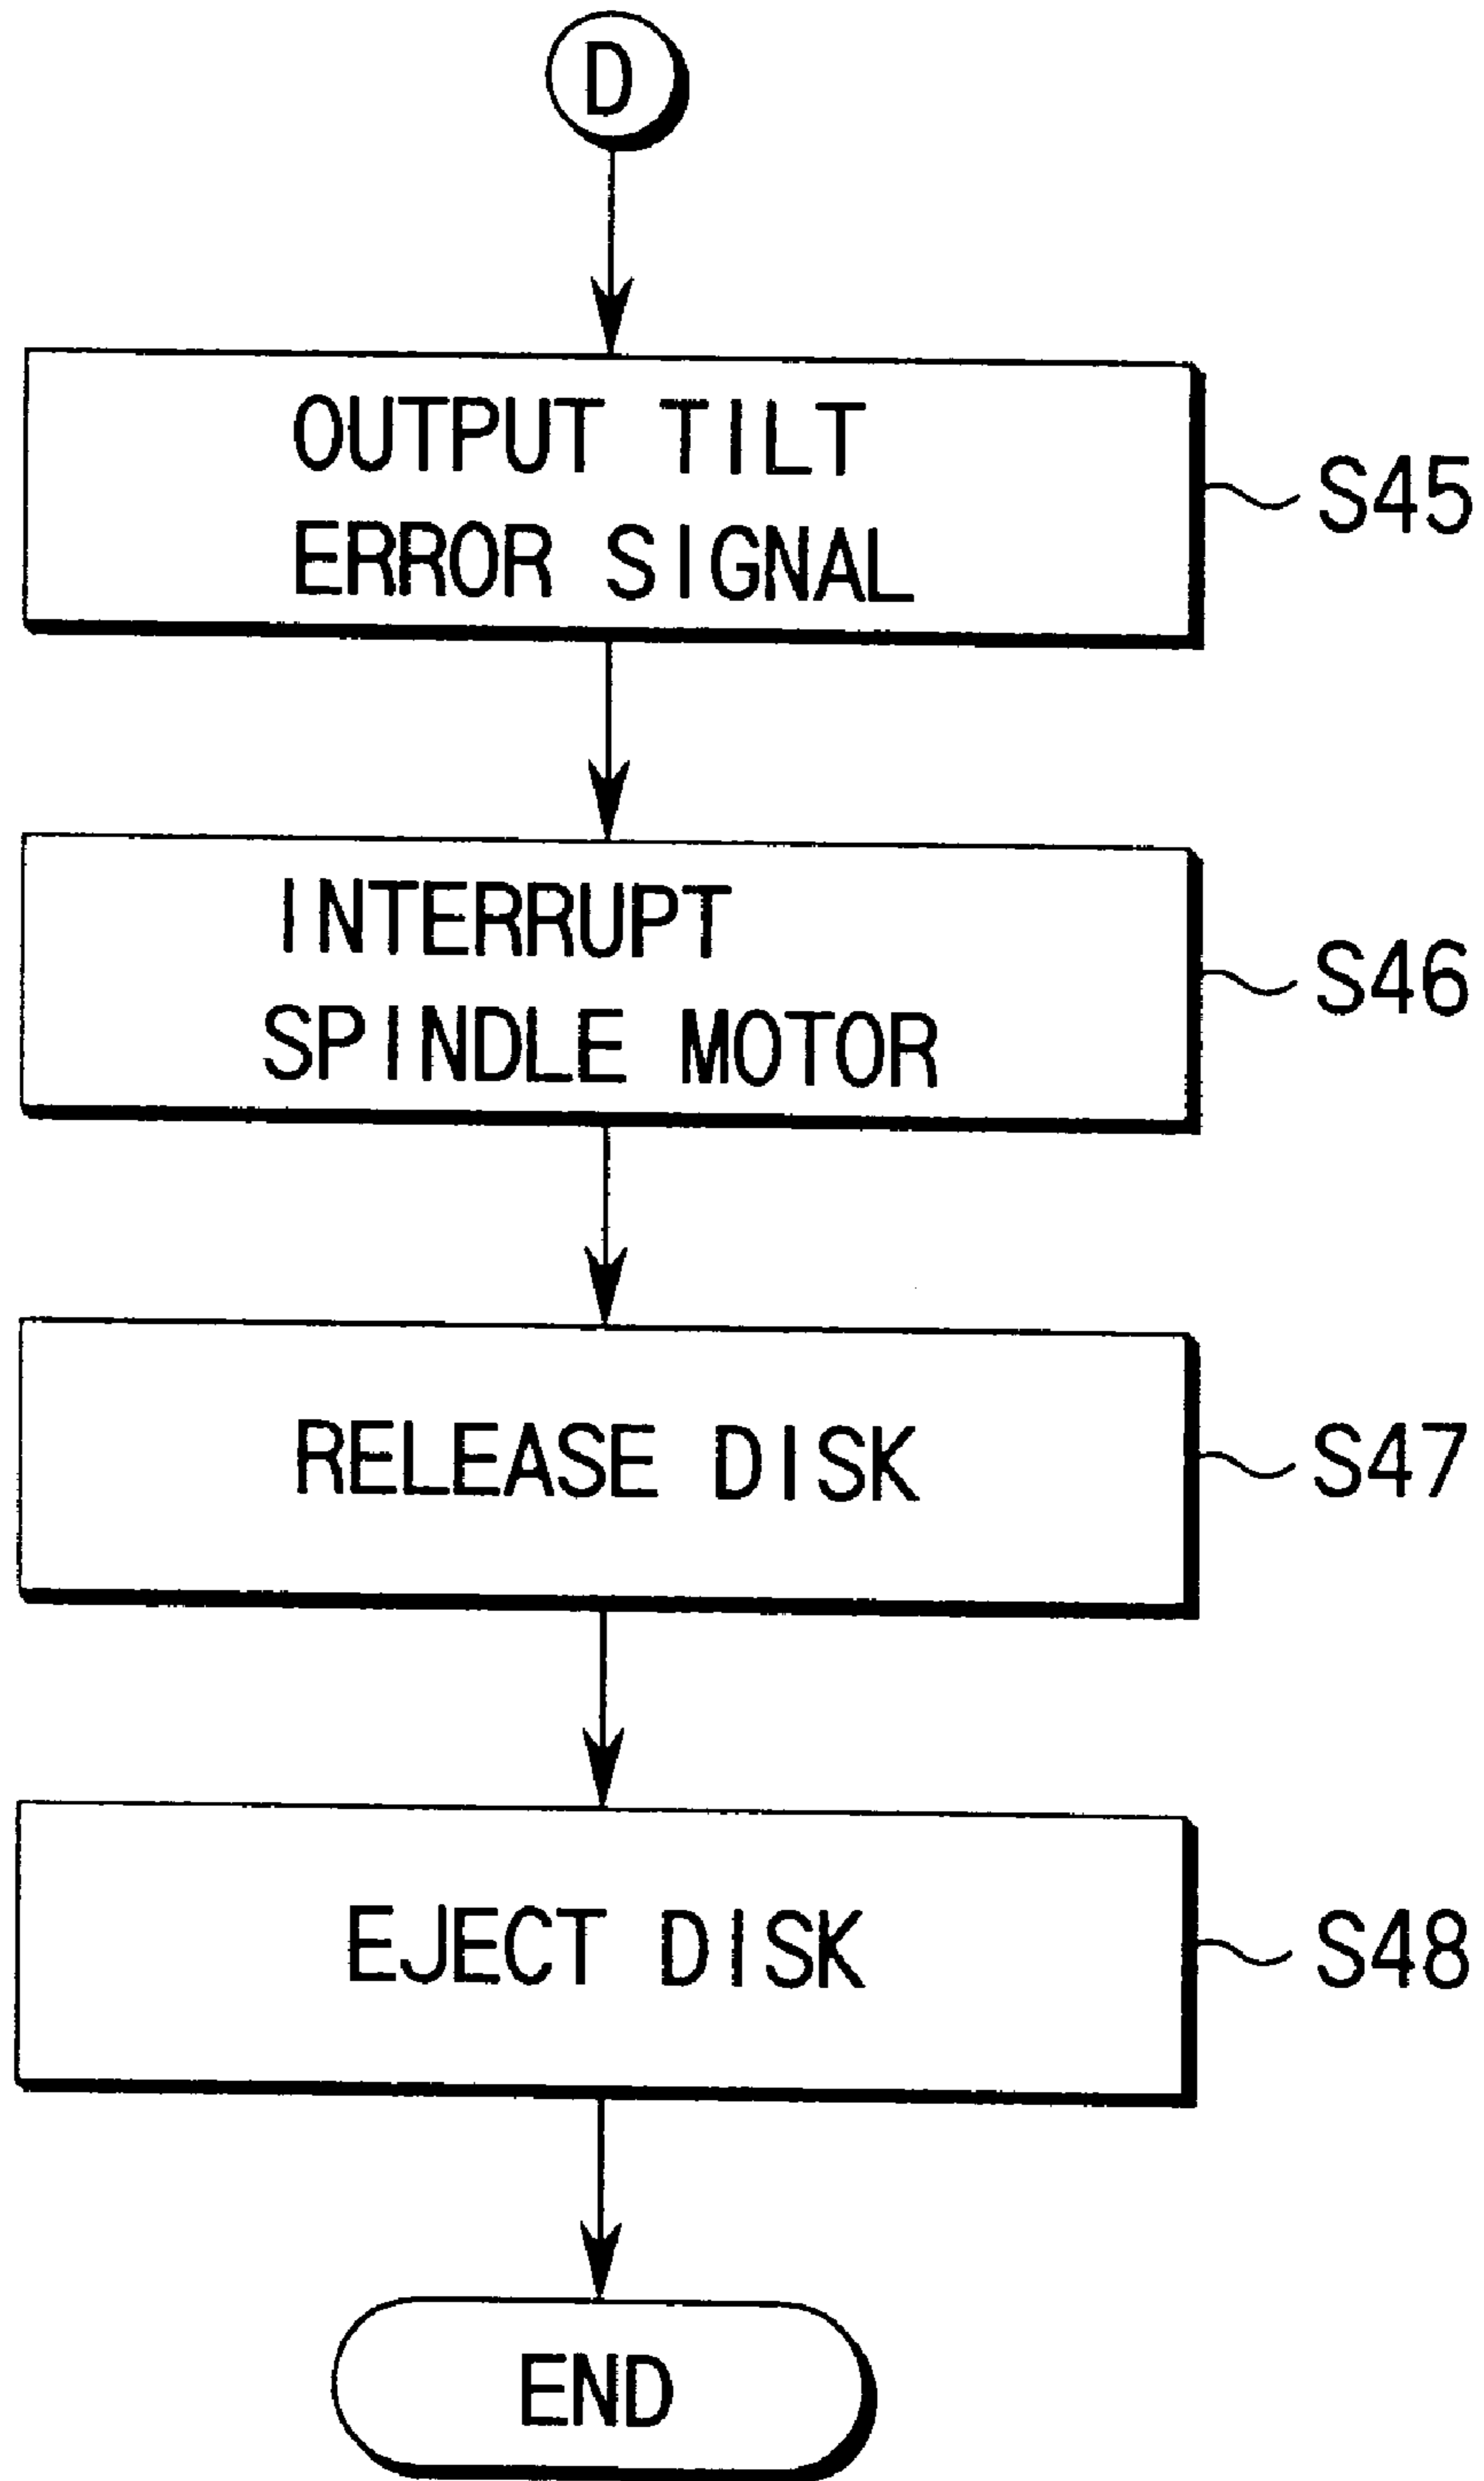 D
OUTPUT TILT
ERROR SIGNAL
S45
INTERRUPT
SPINDLE MOTOR
S46
RELEASE DISK
S47
EJECT DISK
S48
END